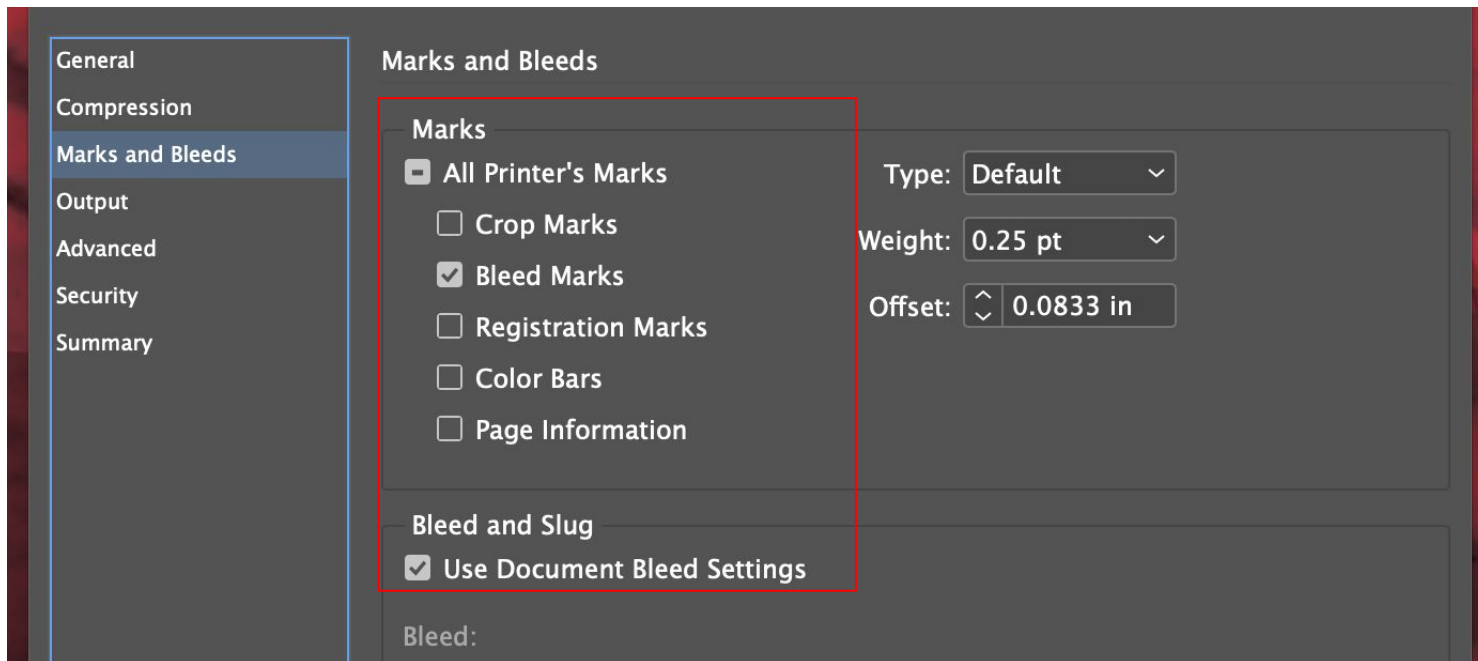 General
Compression
Marks and Bleeds
Output
Advanced
Security
Summary
Marks and Bleeds
Marks
All Printer's Marks
Crop Marks
Bleed Marks
Registration Marks
Color Bars
Page Information
Type: Default
Weight: 0.25 pt
Offset: 0.0833 in
Bleed and Slug
Use Document Bleed Settings
Bleed: